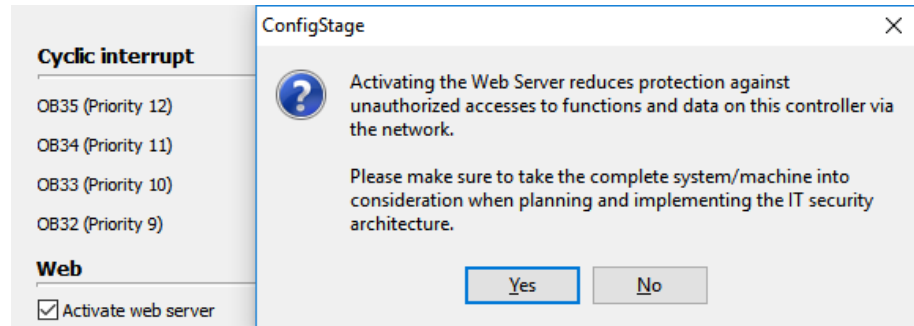 ConfigStage
Cyclic interrupt
OB35 (Priority 12)
OB34 (Priority 11)
OB33 (Priority 10)
OB32 (Priority 9)
Web
Activate web server
Activating the Web Server reduces protection against
unauthorized accesses to functions and data on this controller via
the network.
Please make sure to take the complete system/machine into
consideration when planning and implementing the IT security
architecture.
Yes
No